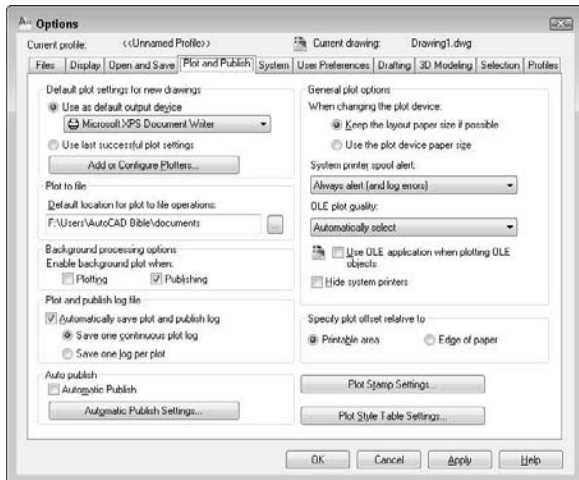 Options
Current profile: <<Unnamed Profile>> Current drawing: Drawing1.dwg
Files Display Open and Save Plot and Publish System User Preferences Drafting 3D Modeling Selection Profiles
Default plot settings for new drawings
Use as default output device
Microsoft XPS Document Writer
Use last successful plot settings
Add or Configure Plotters...
Plot to file
Default location for plot to file operations:
F:\Users\AutoCAD Bible\documents
...
Background processing options
Enable background plot when:
Plotting Publishing
Plot and publish log file
Automatically save plot and publish log
Save one continuous plot log
Save one log per plot
Auto publish
Automatic Publish
Automatic Publish Settings...
General plot options
When changing the plot device:
Keep the layout paper size if possible
Use the plot device paper size
System printer spool alert:
Always alert (and log errors)
OLE plot quality:
Automatically select
Use OLE application when plotting OLE
objects
Hide system printers
Specify plot offset relative to
Printable area Edge of paper
Plot Stamp Settings...
Plot Style Table Settings...
OK Cancel Apply Help